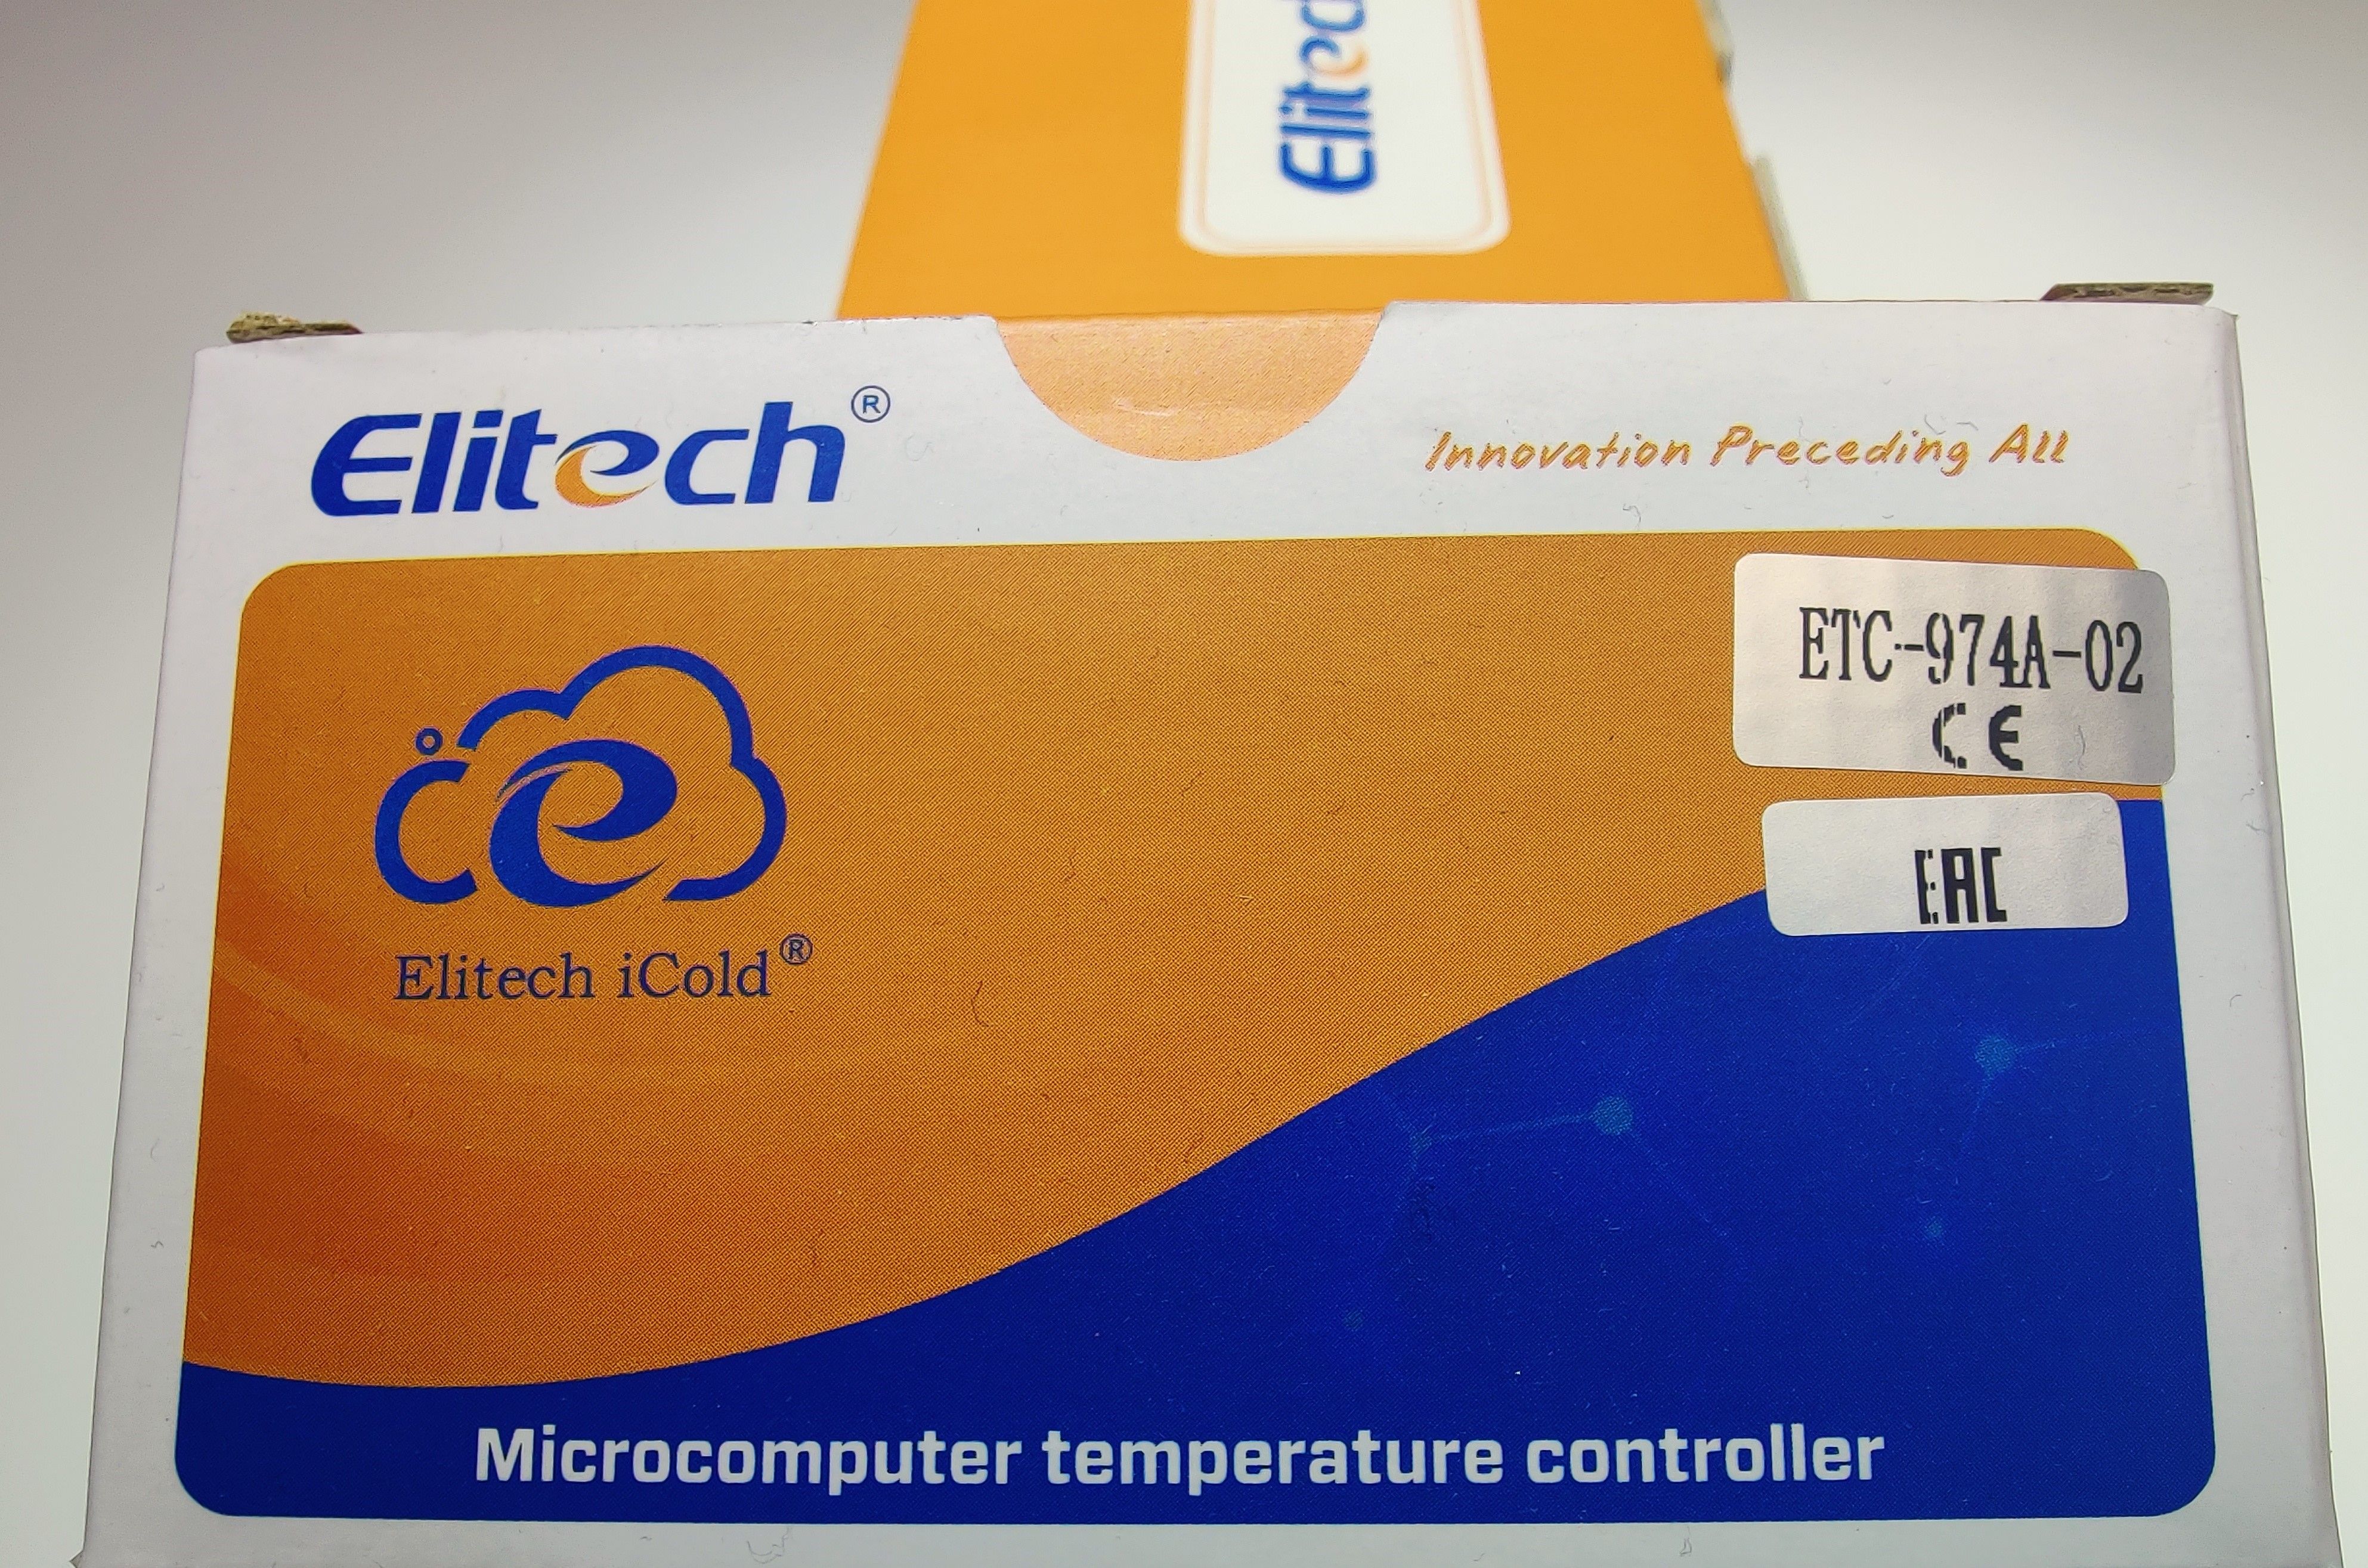 Elitech
Elitech®
Innovation Preceding All
ETC-974A-02
CE
EAC
°C e
Elitech iCold®
Microcomputer temperature controller